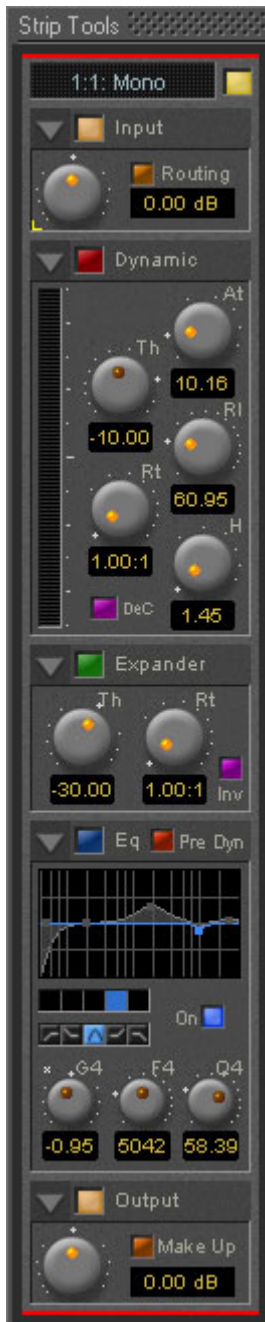 Strip Tools
1:1: Mono
Input
Routing
0.00 dB
Dynamic
At
Th
10.16
-10.00
Rl
Rt
60.95
1.00:1
H
DeC
1.45
Expander
Th Rt
-30.00 1.00:1
Inv
Eq Pre Dyn
On
G4 F4 Q4
-0.95 5042 58.39
Output
Make Up
0.00 dB